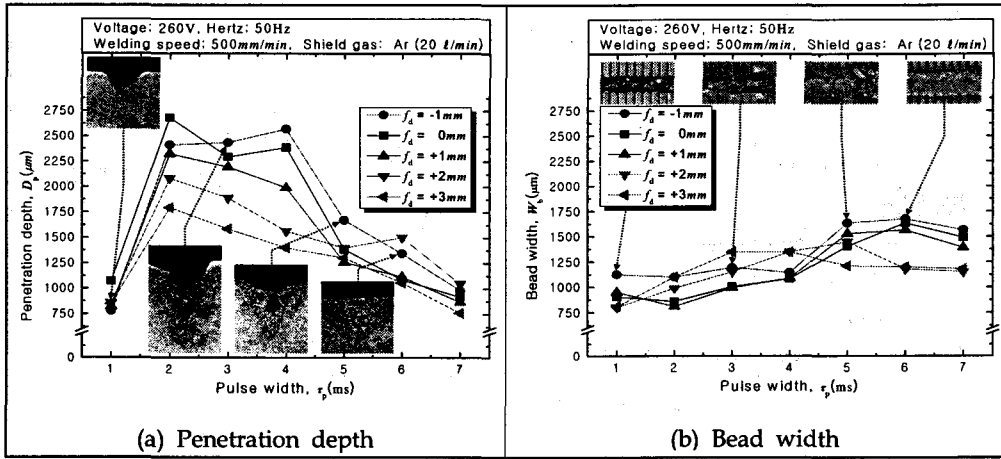 Voltage: 260V, Hertz: 50Hz
Welding speed: 500mm/min, Shield gas: Ar (20 ℓ/min)
Penetration depth, Dp(μm)
2750
2500
2250
2000
1750
1500
1250
1000
750
0
fd = -1mm
fd = 0mm
fd = +1mm
fd = +2mm
fd = +3mm
1 2 3 4 5 6 7
Pulse width, τp(ms)
(a) Penetration depth
Voltage: 260V, Hertz: 50Hz
Welding speed: 500mm/min, Shield gas: Ar (20 ℓ/min)
Bead width, Wb(μm)
2750
2500
2250
2000
1750
1500
1250
1000
750
0
fd = -1mm
fd = 0mm
fd = +1mm
fd = +2mm
fd = +3mm
1 2 3 4 5 6 7
Pulse width, τp(ms)
(b) Bead width